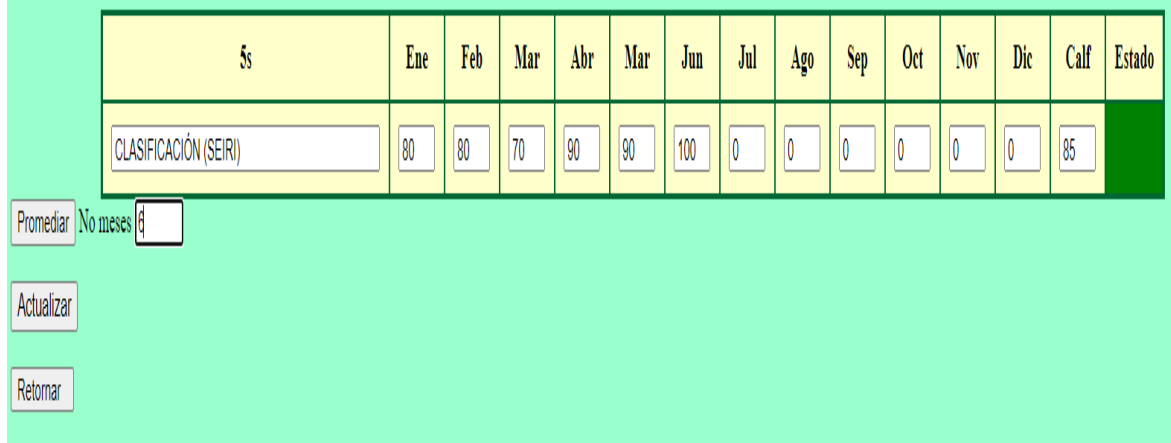 5s Ene Feb Mar Abr Mar Jun Jul Ago Sep Oct Nov Dic Calf Estado
CLASIFICACIÓN (SEIRI) 80 80 70 90 90 100 0 0 0 0 0 0 85
Promediar No meses 6
Actualizar
Retornar